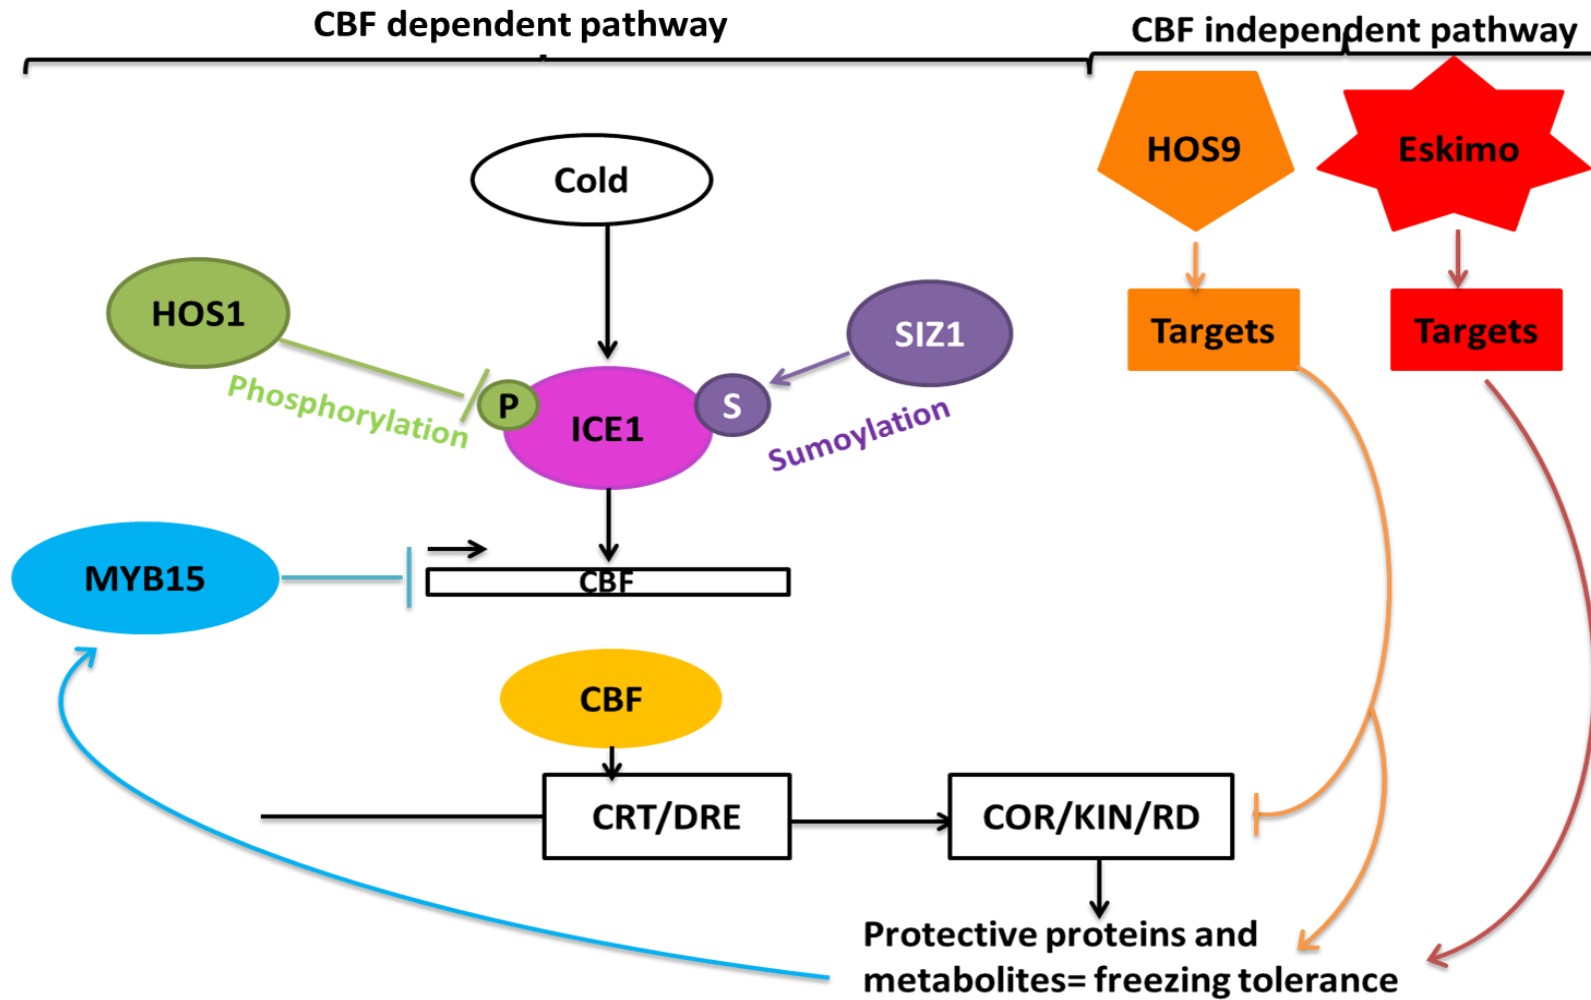 CBF dependent pathway
CBF independent pathway
HOS9
Eskimo
Cold
HOS1
SIZ1
Targets
Targets
Phosphorylation
P
ICE1
S
Sumoylation
MYB15
CBF
CBF
CRT/DRE
COR/KIN/RD
Protective proteins and
metabolites= freezing tolerance